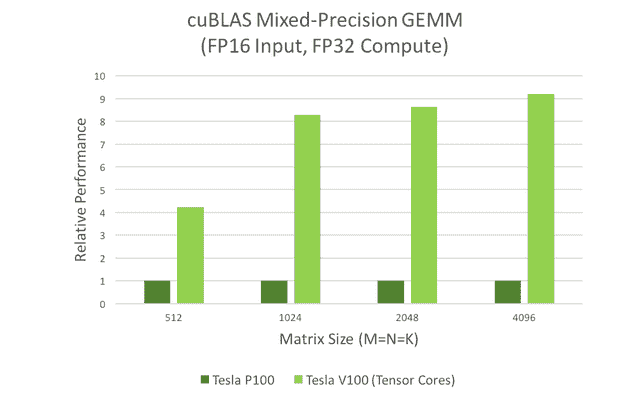 cuBLAS Mixed-Precision GEMM
(FP16 Input, FP32 Compute)
10
9
8
7
6
5
4
3
2
1
0
Relative Performance
512 1024 2048 4096
Matrix Size (M=N=K)
Tesla P100 Tesla V100 (Tensor Cores)